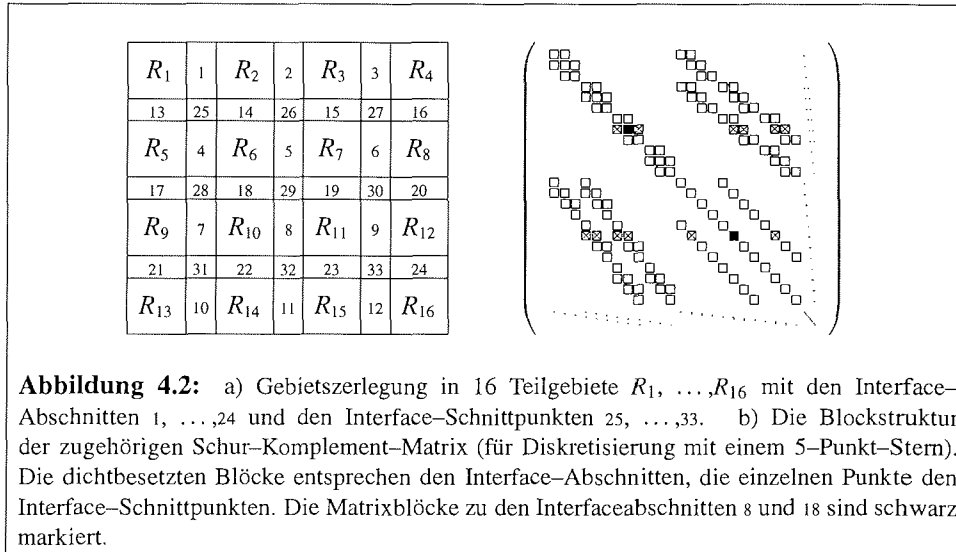 R1 1 R2 2 R3 3 R4
13 25 14 26 15 27 16
R5 4 R6 5 R7 6 R8
17 28 18 29 19 30 20
R9 7 R10 8 R11 9 R12
21 31 22 32 23 33 24
R13 10 R14 11 R15 12 R16
Abbildung 4.2: a) Gebietszerlegung in 16 Teilgebiete R1, ...,R16 mit den Interface–
Abschnitten 1, ...,24 und den Interface–Schnittpunkten 25, ...,33. b) Die Blockstruktur
der zugehörigen Schur–Komplement–Matrix (für Diskretisierung mit einem 5–Punkt–Stern).
Die dichtbesetzten Blöcke entsprechen den Interface–Abschnitten, die einzelnen Punkte den
Interface–Schnittpunkten. Die Matrixblöcke zu den Interfaceabschnitten 8 und 18 sind schwarz
markiert.